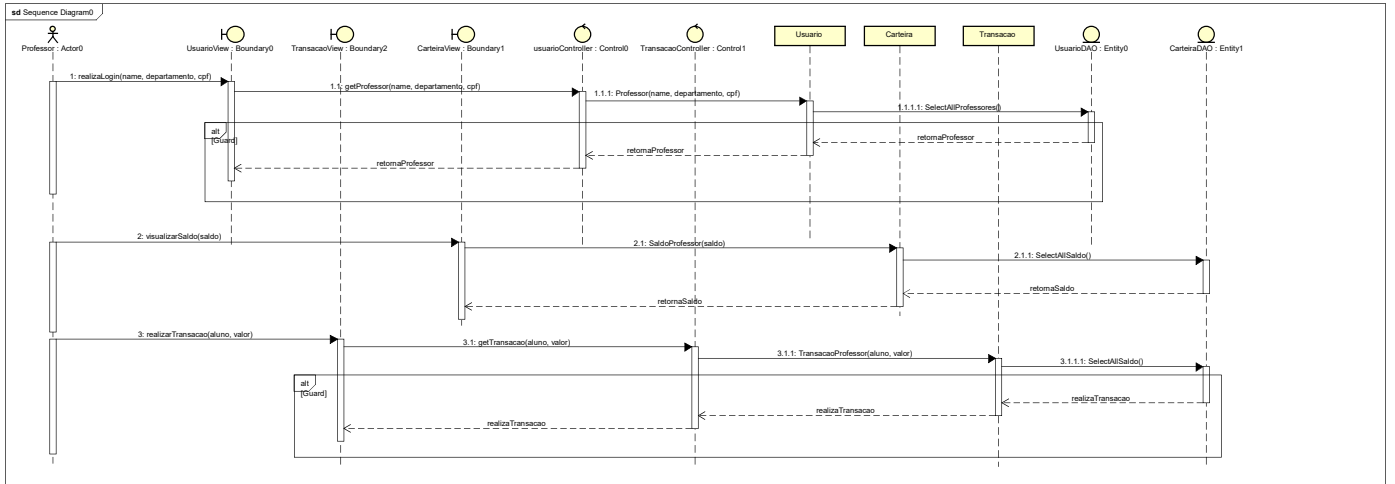 sd Sequence Diagram0
Professor : Actor0
UsuarioView : Boundary0
TransacaoView : Boundary2
CarteiraView : Boundary1
usuarioController : Control0
TransacaoController : Control1
Usuario
Carteira
Transacao
UsuarioDAO : Entity0
CarteiraDAO : Entity1
1: realizaLogin(name, departamento, cpf)
1.1: getProfessor(name, departamento, cpf)
1.1.1: Professor(name, departamento, cpf)
1.1.1.1: SelectAllProfessores()
alt
[Guard]
retornaProfessor
retornaProfessor
retornaProfessor
2: visualizarSaldo(saldo)
2.1: SaldoProfessor(saldo)
2.1.1: SelectAllSaldo()
retornaSaldo
retornaSaldo
3: realizarTransacao(aluno, valor)
3.1: getTransacao(aluno, valor)
3.1.1: TransacaoProfessor(aluno, valor)
3.1.1.1: SelectAllSaldo()
alt
[Guard]
realizaTransacao
realizaTransacao
realizaTransacao